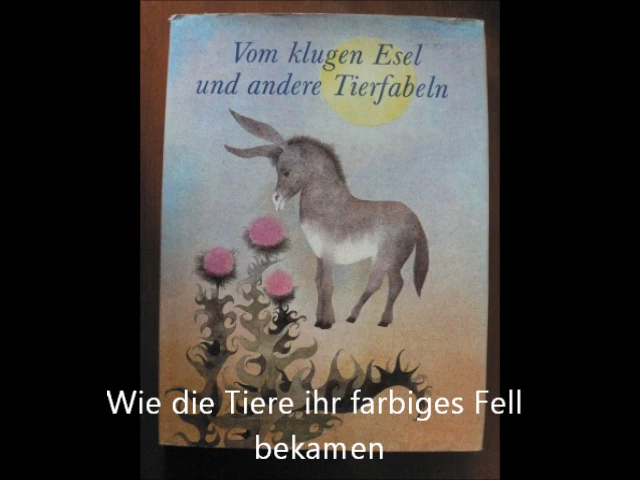 Vom klugen Esel
und andere Tierfabeln
Wie die Tiere ihr farbiges Fell
bekamen